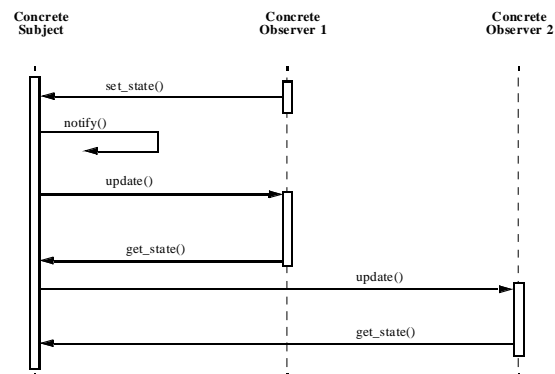 Concrete
Subject
Concrete
Observer 1
Concrete
Observer 2
set_state()
notify()
update()
get_state()
update()
get_state()